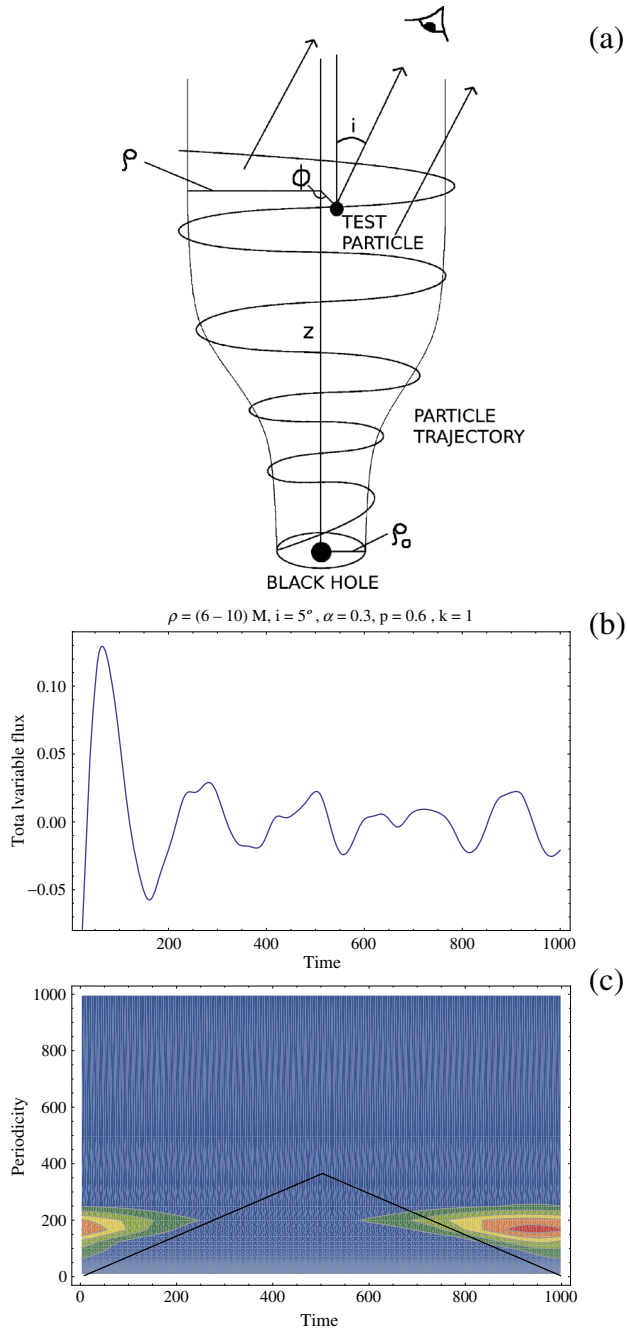 (a)
i
ρ
ϕ
TEST
PARTICLE
z
PARTICLE
TRAJECTORY
ρ₀
BLACK HOLE
ρ = (6 – 10) M, i = 5°, α = 0.3, p = 0.6 , k = 1
(b)
Tota lvariable flux
0.10
0.05
0.00
−0.05
200
400
600
800
1000
Time
(c)
Periodicity
1000
800
600
400
200
0
0
200
400
600
800
1000
Time